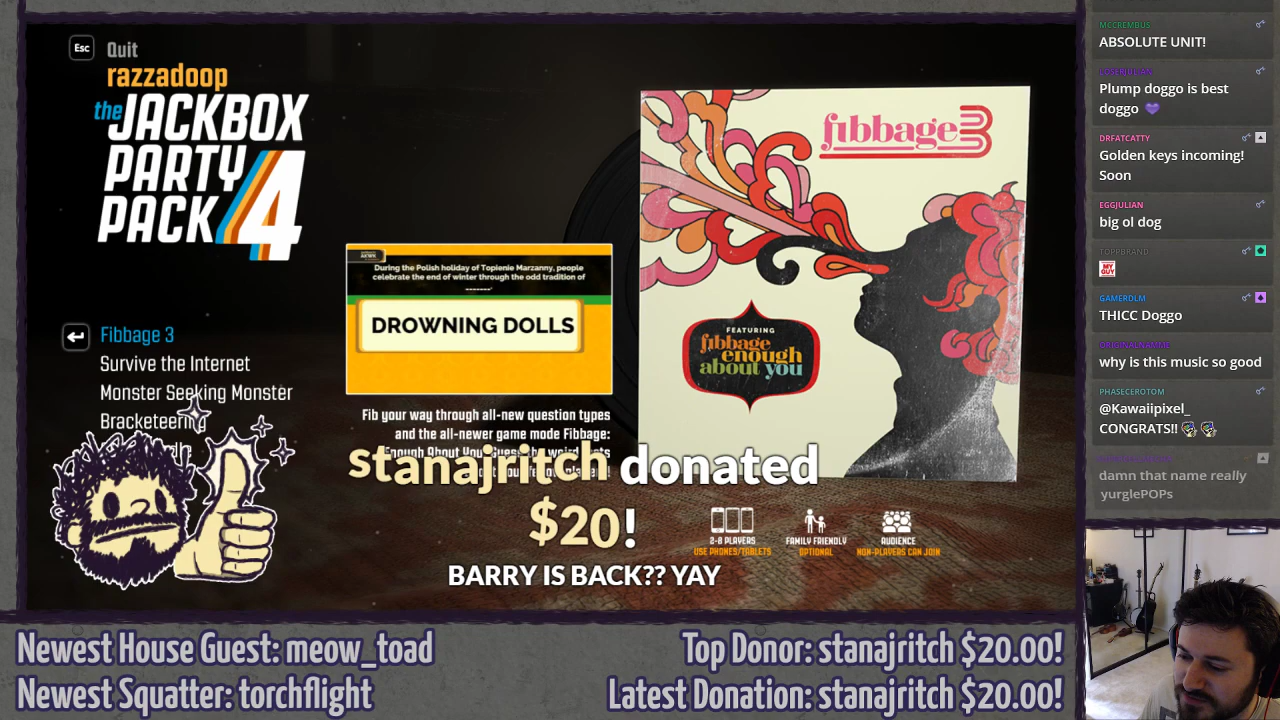 Esc Quit
razzadoop
the JACKBOX
PARTY
PACK 4
Fibbage 3
Survive the Internet
Monster Seeking Monster
Bracketeering
During the Polish holiday of Topienie Marzanny, people
celebrate the end of winter through the odd tradition of
_______.
DROWNING DOLLS
Fib your way through all-new question types
and the all-newer game mode Fibbage:
fibbage 3
FEATURING
fibbage
enough
about you
stanajritch donated
$20!
BARRY IS BACK?? YAY
2-8 PLAYERS
USE PHONES/TABLETS
FAMILY FRIENDLY
OPTIONAL
AUDIENCE
NON-PLAYERS CAN JOIN
Newest House Guest: meow_toad
Newest Squatter: torchflight
Top Donor: stanajritch $20.00!
Latest Donation: stanajritch $20.00!
MCCREMBUS
ABSOLUTE UNIT!
Plump doggo is best
doggo
DRFATCATTY
Golden keys incoming!
Soon
EGGJULIAN
big ol dog
TOPPBRAND
GUY
GAMERDLM
THICC Doggo
why is this music so good
PHASECEROTOM
@Kawaiipixel_
CONGRATS!!
damn that name really
yurglePOPs